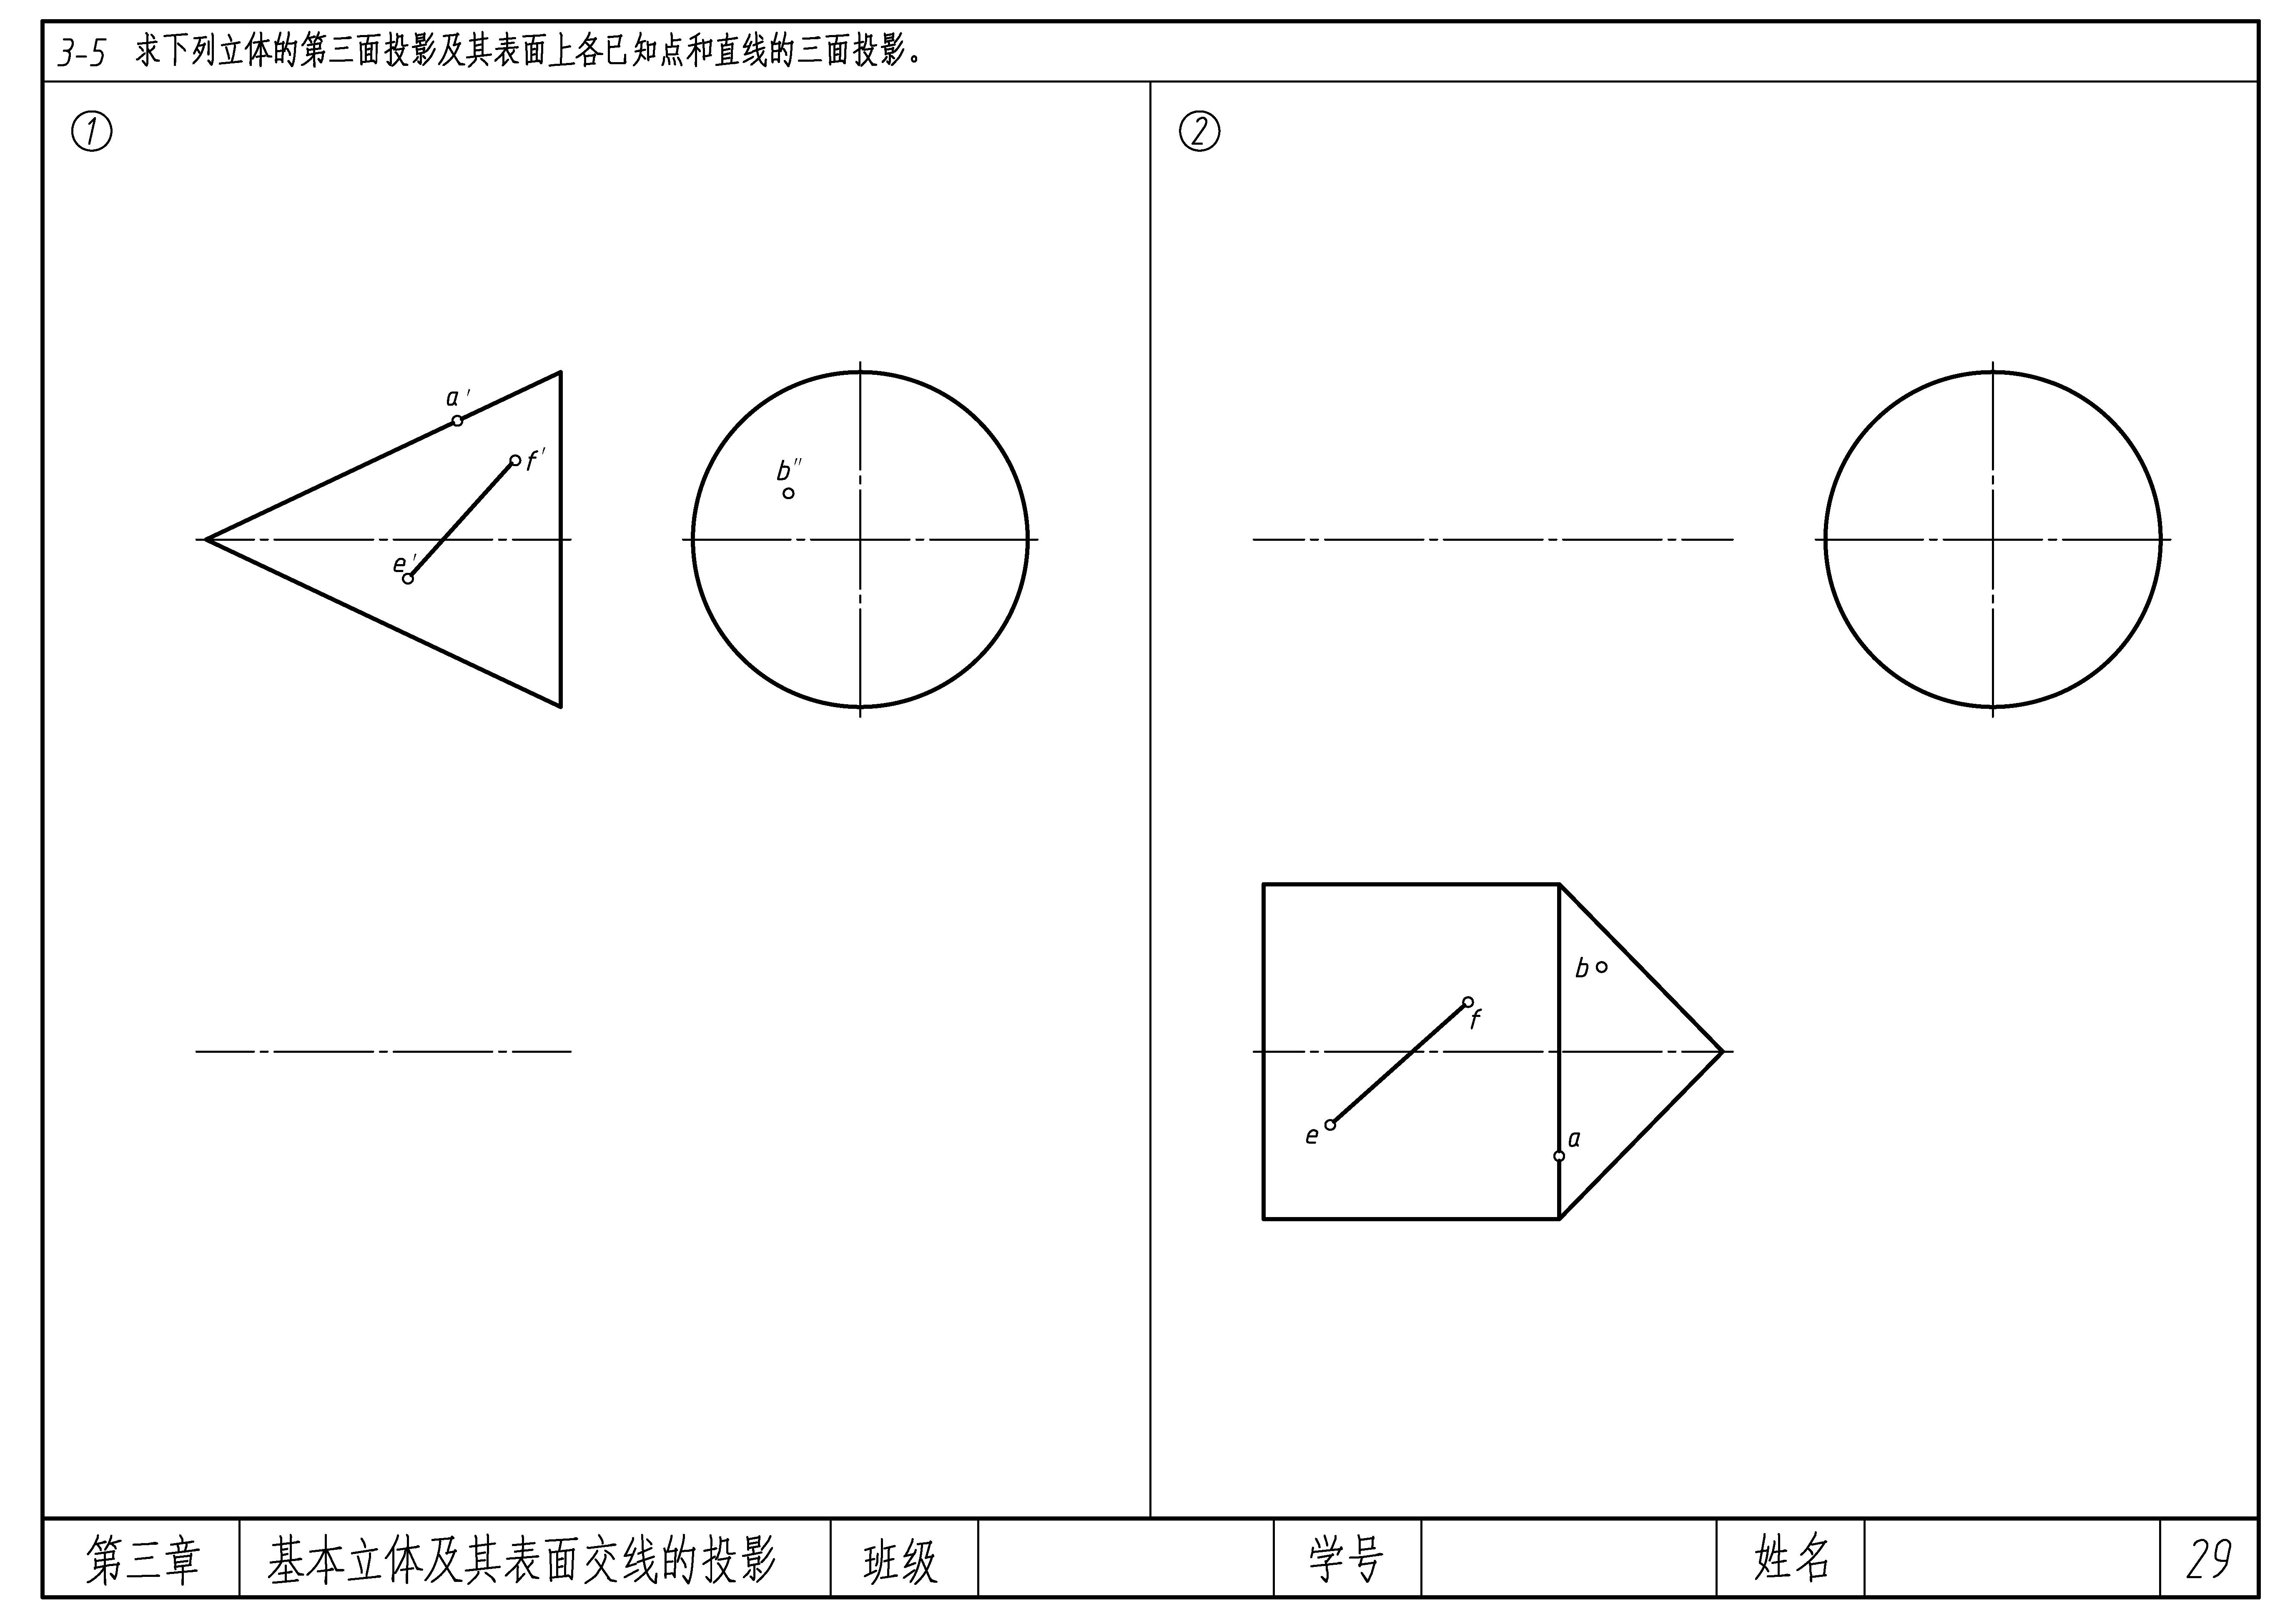 3-5 求下列立体的第三面投影及其表面上各已知点和直线的三面投影。
①
②
a'
f'
b"
e'
b
f
e
a
第三章 基本立体及其表面交线的投影 班级 学号 姓名 29